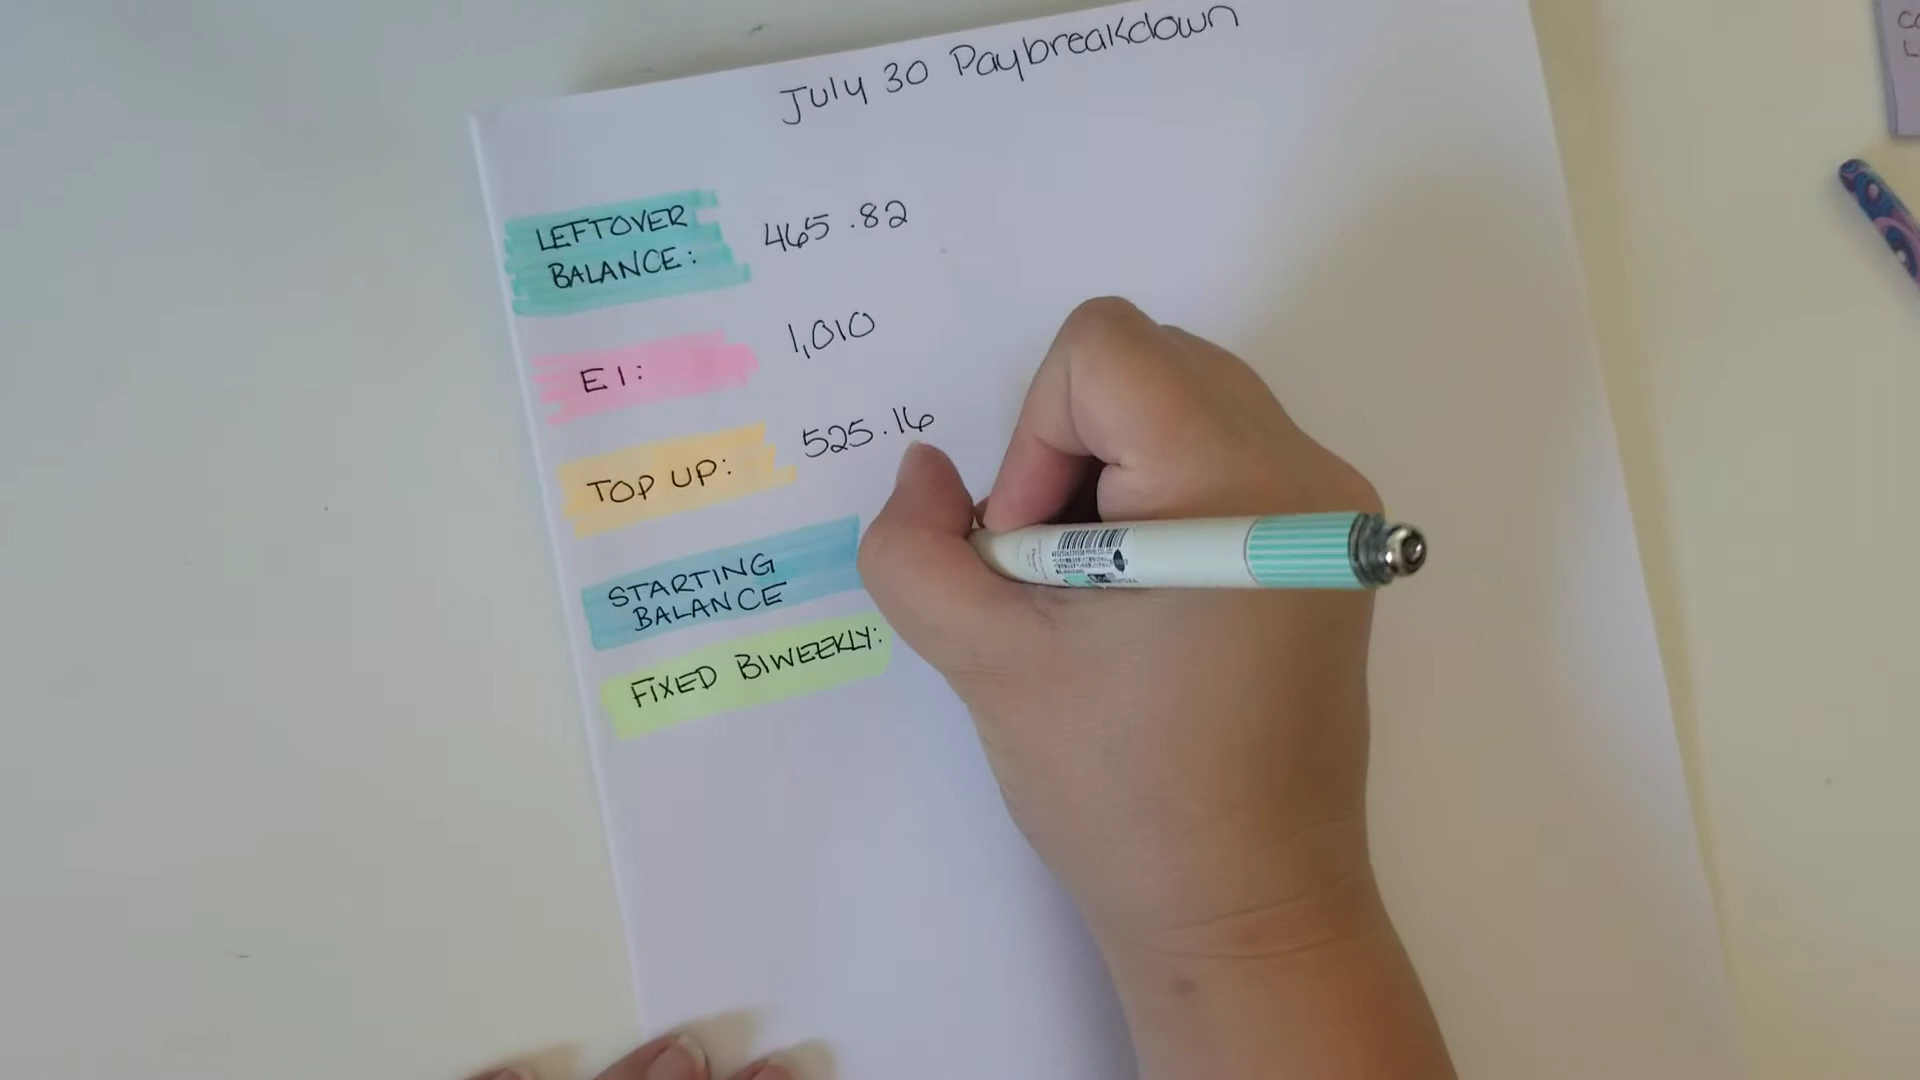 July 30 Paybreakdown
LEFTOVER
BALANCE:
465.82
EI:
1,010
TOP UP:
525.16
STARTING
BALANCE
FIXED BIWEEKLY: